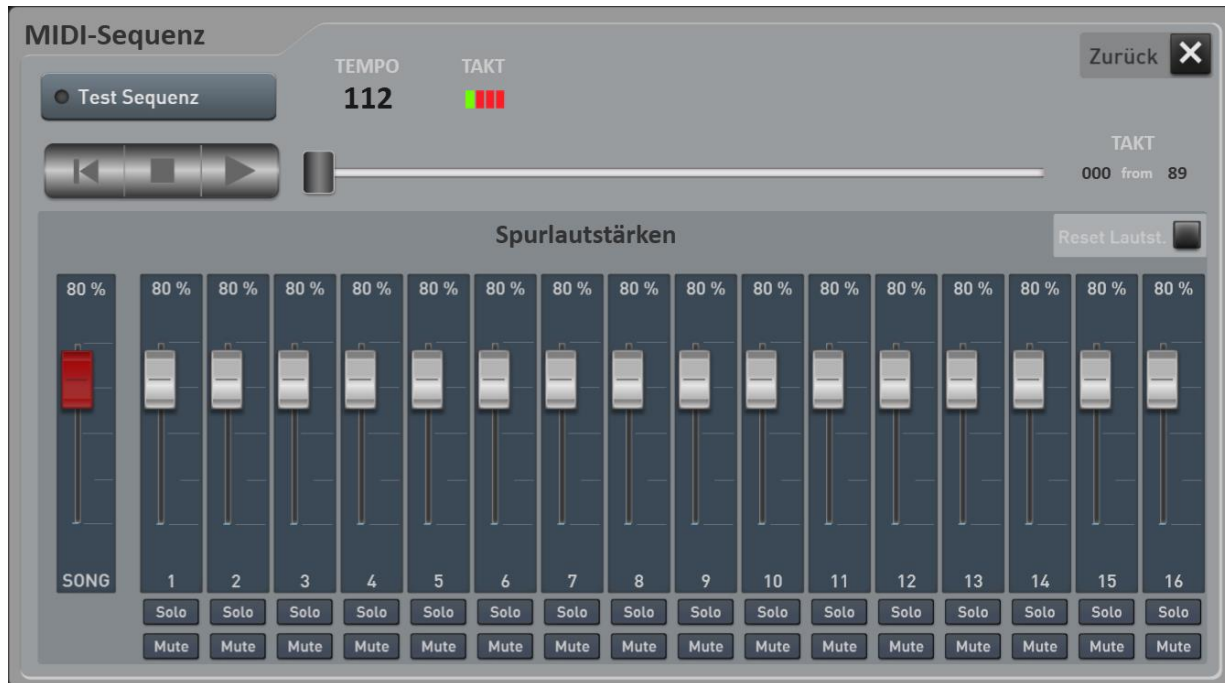 MIDI-Sequenz
Zurück
TEMPO TAKT
Test Sequenz
112
TAKT
000 from 89
Spurlautstärken
Reset Lautst.
80 % 80 % 80 % 80 % 80 % 80 % 80 % 80 % 80 % 80 % 80 % 80 % 80 % 80 % 80 % 80 % 80 %
SONG 1 2 3 4 5 6 7 8 9 10 11 12 13 14 15 16
Solo Solo Solo Solo Solo Solo Solo Solo Solo Solo Solo Solo Solo Solo Solo Solo
Mute Mute Mute Mute Mute Mute Mute Mute Mute Mute Mute Mute Mute Mute Mute Mute